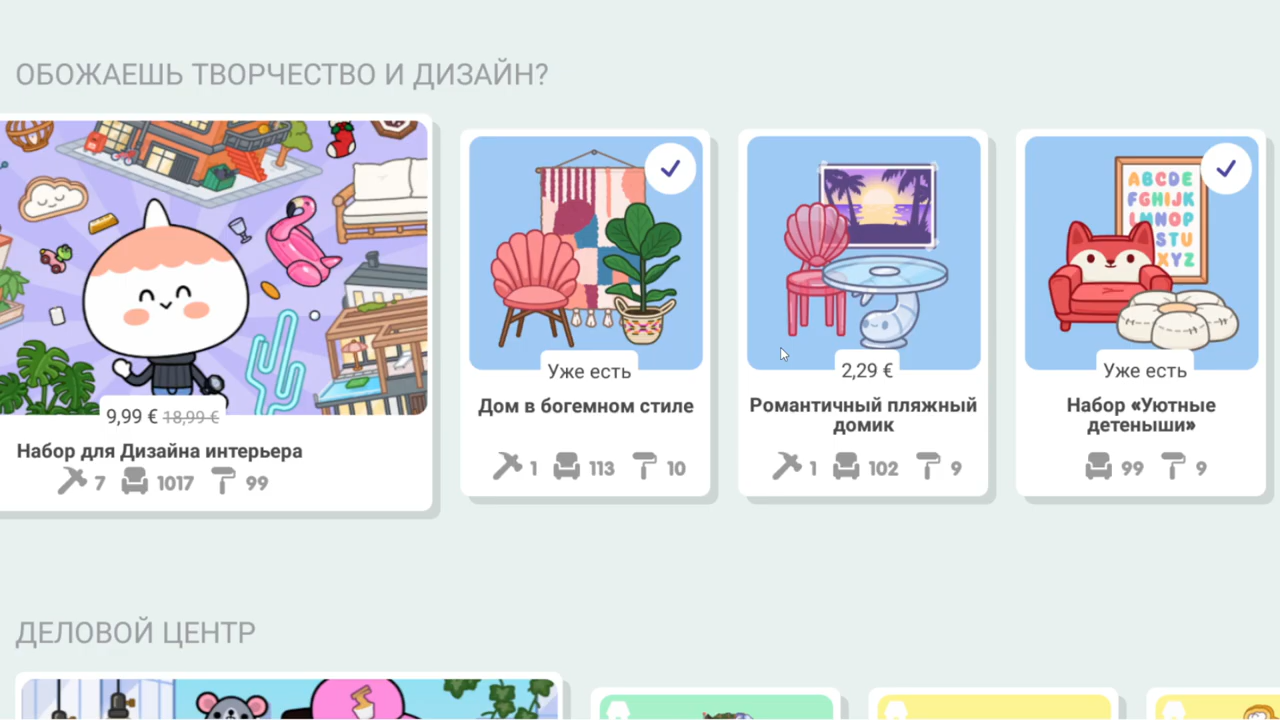 ОБОЖАЕШЬ ТВОРЧЕСТВО И ДИЗАЙН?
9,99 € 18,99 €
Набор для Дизайна интерьера
7 1017 99
Уже есть
Дом в богемном стиле
1 113 10
2,29 €
Романтичный пляжный
домик
1 102 9
ABCDE
FGHIJK
LMNOP
STU
XYZ
Уже есть
Набор «Уютные
детеныши»
99 9
ДЕЛОВОЙ ЦЕНТР